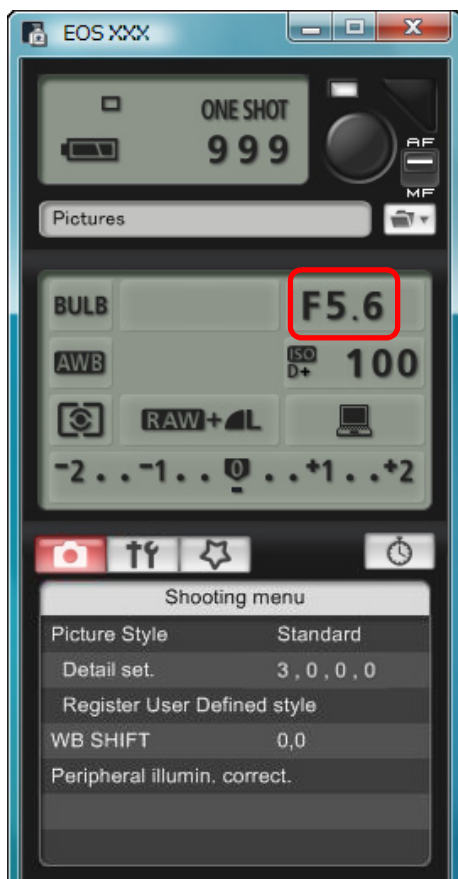 EOS XXX
ONE SHOT
999
AF
MF
Pictures
BULB
F5.6
AWB
ISO
D+ 100
RAW+L
-2..-1..0..+1..+2
Shooting menu
Picture Style Standard
Detail set. 3,0,0,0
Register User Defined style
WB SHIFT 0,0
Peripheral illumin. correct.